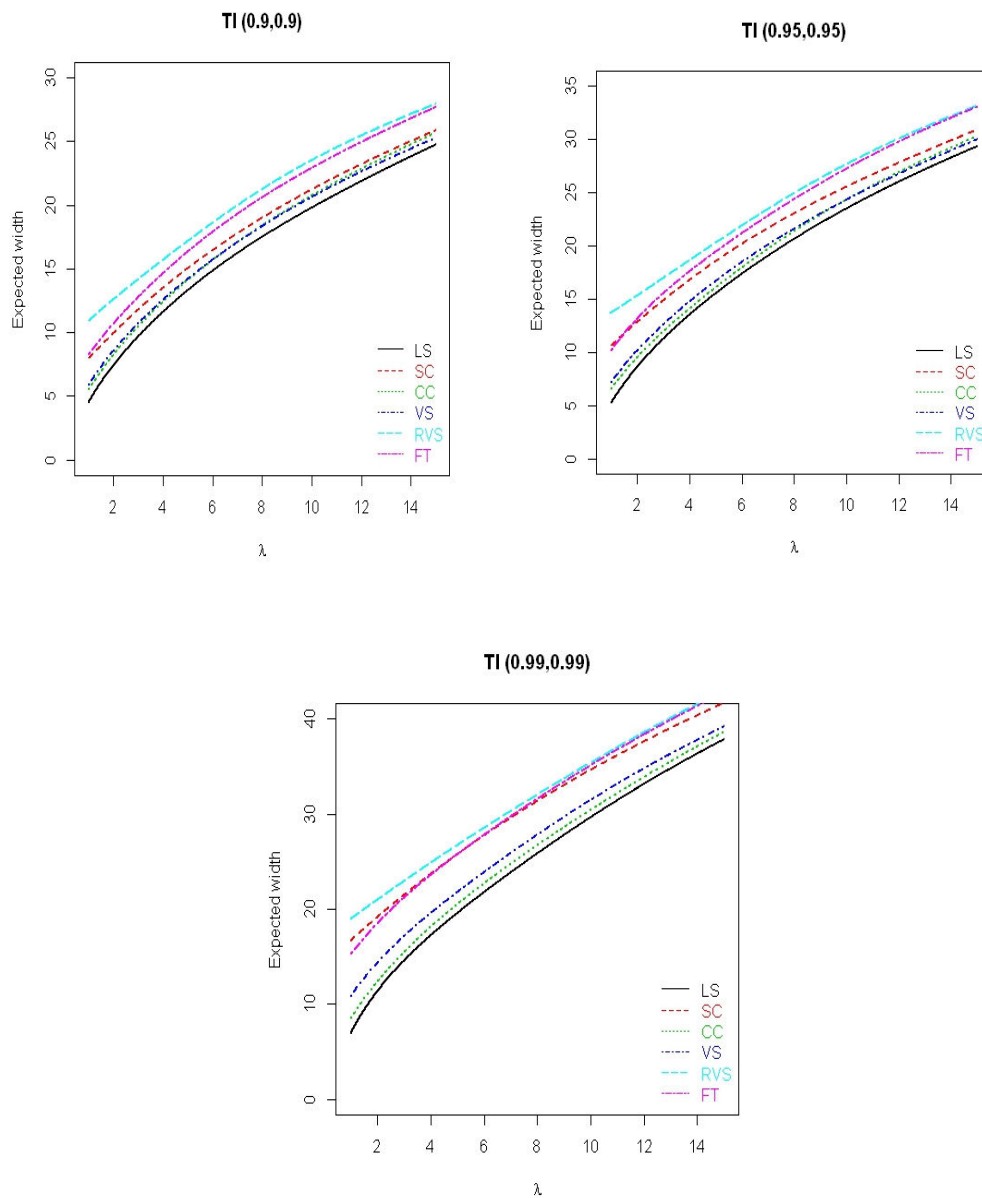 TI (0.9,0.9)
Expected width
30
25
20
15
10
5
0
2 4 6 8 10 12 14
λ
LS
SC
CC
VS
RVS
FT
TI (0.95,0.95)
Expected width
35
30
25
20
15
10
5
0
2 4 6 8 10 12 14
λ
LS
SC
CC
VS
RVS
FT
TI (0.99,0.99)
Expected width
40
30
20
10
0
2 4 6 8 10 12 14
λ
LS
SC
CC
VS
RVS
FT